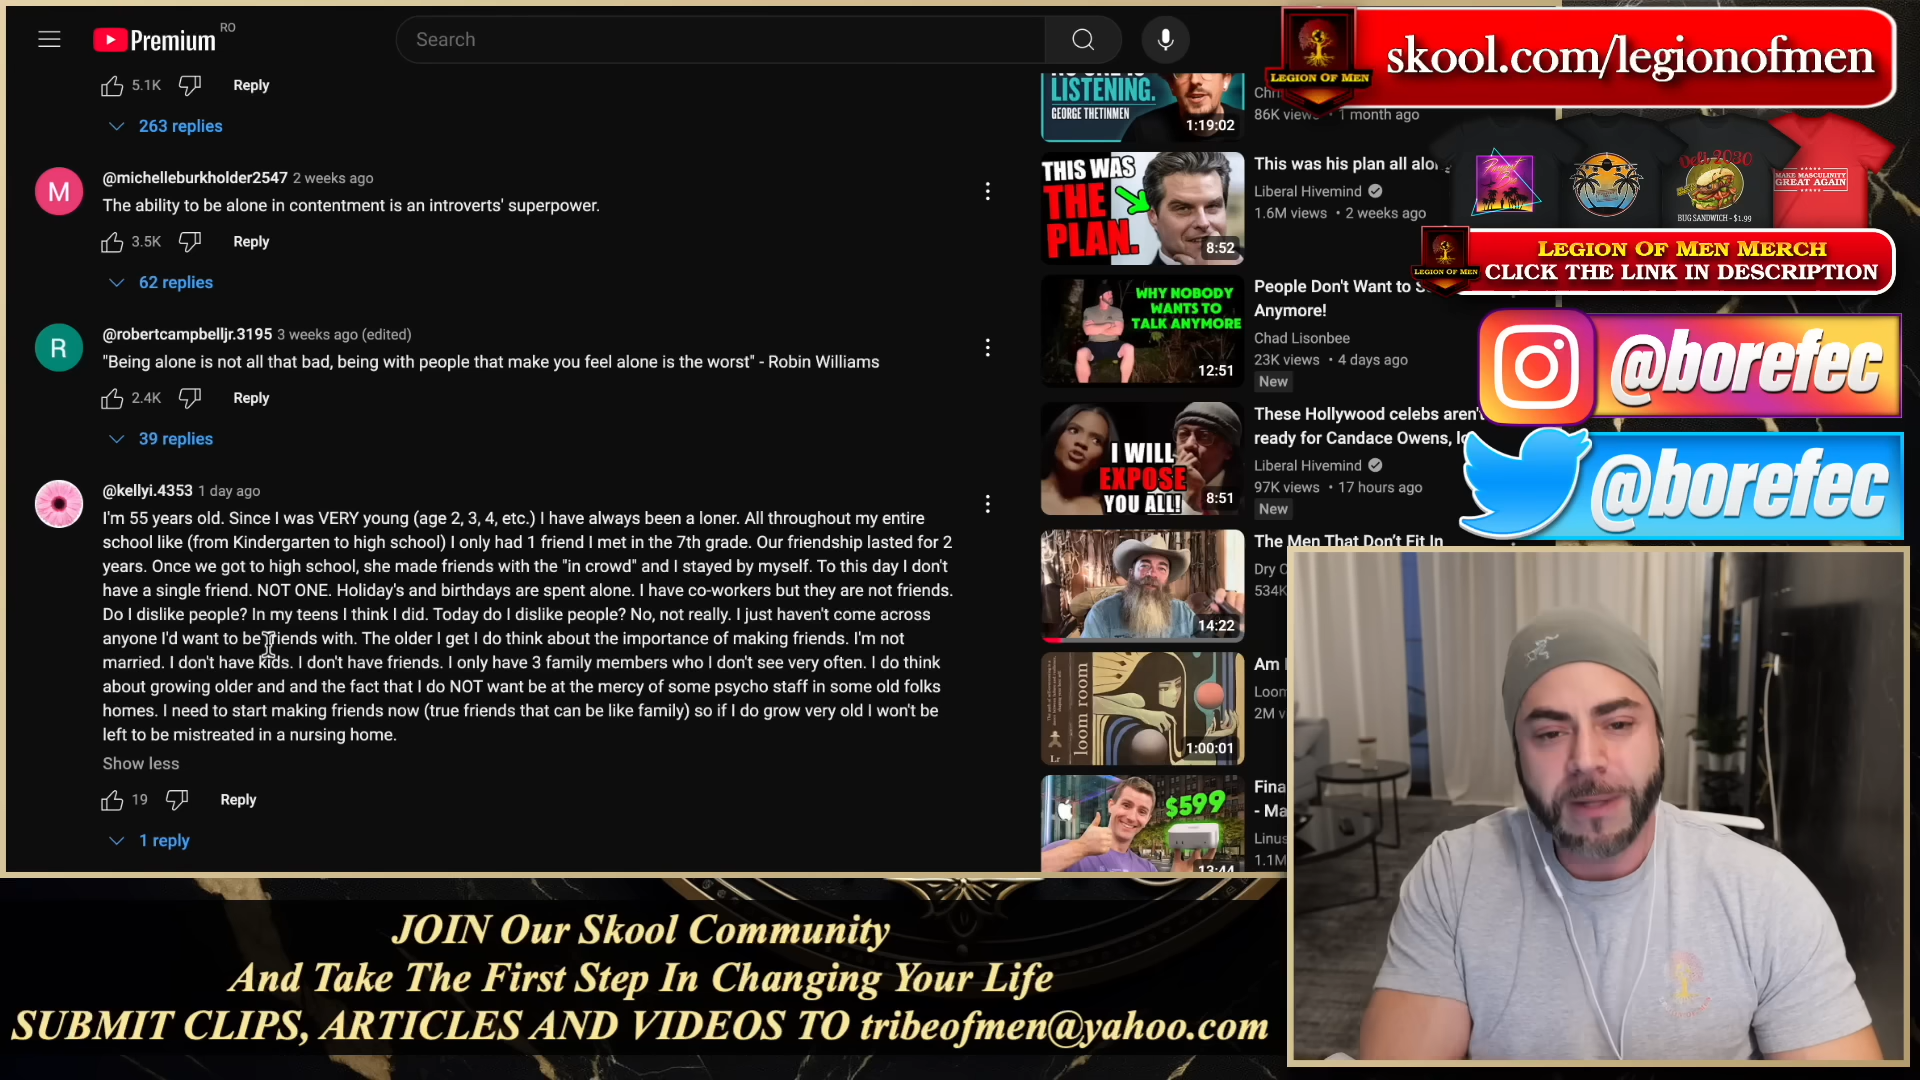 Premium RO
Search
5.1K Reply
263 replies
@michelleburkholder2547 2 weeks ago
The ability to be alone in contentment is an introverts' superpower.
3.5K Reply
62 replies
@robertcampbelljr.3195 3 weeks ago (edited)
"Being alone is not all that bad, being with people that make you feel alone is the worst" - Robin Williams
2.4K Reply
39 replies
@kellyi.4353 1 day ago
I'm 55 years old. Since I was VERY young (age 2, 3, 4, etc.) I have always been a loner. All throughout my entire
school like (from Kindergarten to high school) I only had 1 friend I met in the 7th grade. Our friendship lasted for 2
years. Once we got to high school, she made friends with the "in crowd" and I stayed by myself. To this day I don't
have a single friend. NOT ONE. Holiday's and birthdays are spent alone. I have co-workers but they are not friends.
Do I dislike people? In my teens I think I did. Today do I dislike people? No, not really. I just haven't come across
anyone I'd want to be friends with. The older I get I do think about the importance of making friends. I'm not
married. I don't have kids. I don't have friends. I only have 3 family members who I don't see very often. I do think
about growing older and and the fact that I do NOT want be at the mercy of some psycho staff in some old folks
homes. I need to start making friends now (true friends that can be like family) so if I do grow very old I won't be
left to be mistreated in a nursing home.
Show less
19 Reply
1 reply
LISTENING.
GEORGE THETINMEN
1:19:02
86K views • 1 month ago
THIS WAS
THE
PLAN.
8:52
This was his plan all
Liberal Hivemind
1.6M views • 2 weeks ago
WHY NOBODY
WANTS TO
TALK ANYMORE
12:51
People Don't Want to
Anymore!
Chad Lisonbee
23K views • 4 days ago
New
I WILL
EXPOSE
YOU ALL!
8:51
These Hollywood celebs aren't
ready for Candace Owens,
Liberal Hivemind
97K views • 17 hours ago
New
14:22
The Men That Don't Fit In
Dry
534K
loom room
1:00:01
Am
Loom
2M
$599
13:44
Linus
1.1M
LEGION OF MEN
skool.com/legionofmen
Deli 2030
BUG SANDWICH - $1.99
MAKE MASCULINITY
GREAT AGAIN
LEGION OF MEN
LEGION OF MEN MERCH
CLICK THE LINK IN DESCRIPTION
@borefec
@borefec
JOIN Our Skool Community
And Take The First Step In Changing Your Life
SUBMIT CLIPS, ARTICLES AND VIDEOS TO tribeofmen@yahoo.com